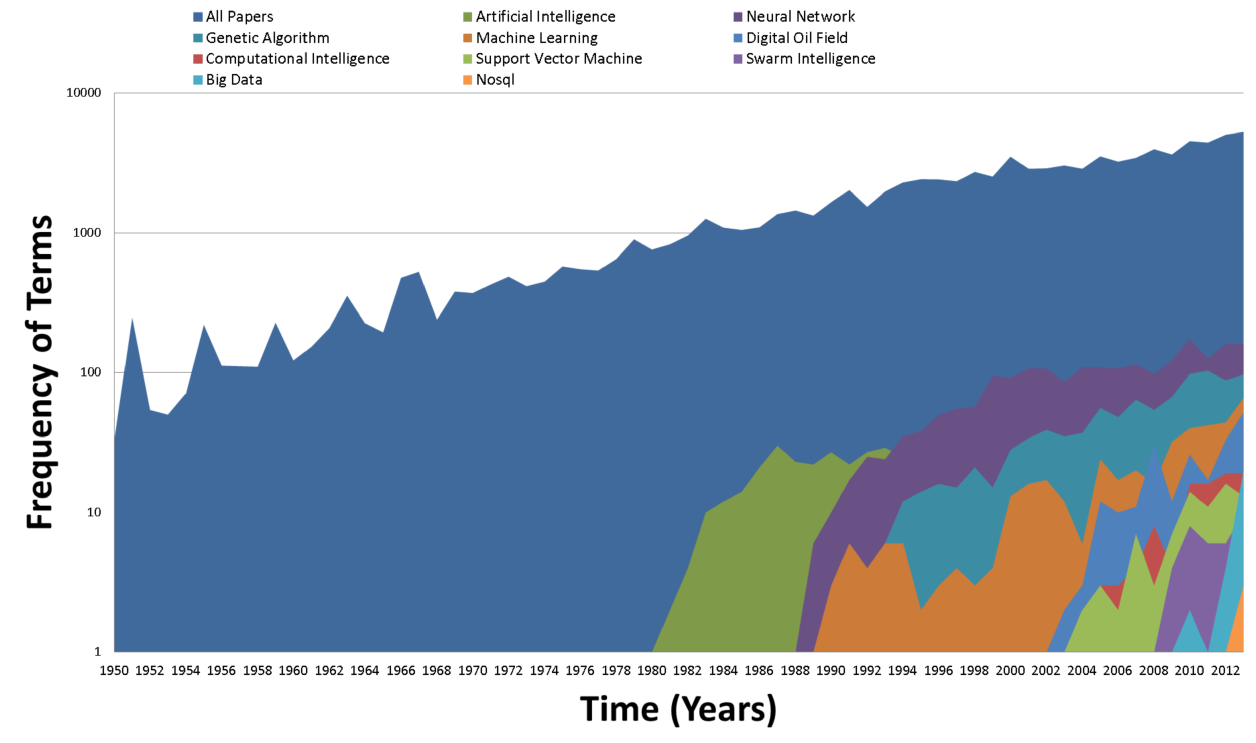 All Papers Artificial Intelligence Neural Network
Genetic Algorithm Machine Learning Digital Oil Field
Computational Intelligence Support Vector Machine Swarm Intelligence
Big Data Nosql
10000
1000
100
10
1
Frequency of Terms
1950 1952 1954 1956 1958 1960 1962 1964 1966 1968 1970 1972 1974 1976 1978 1980 1982 1984 1986 1988 1990 1992 1994 1996 1998 2000 2002 2004 2006 2008 2010 2012
Time (Years)